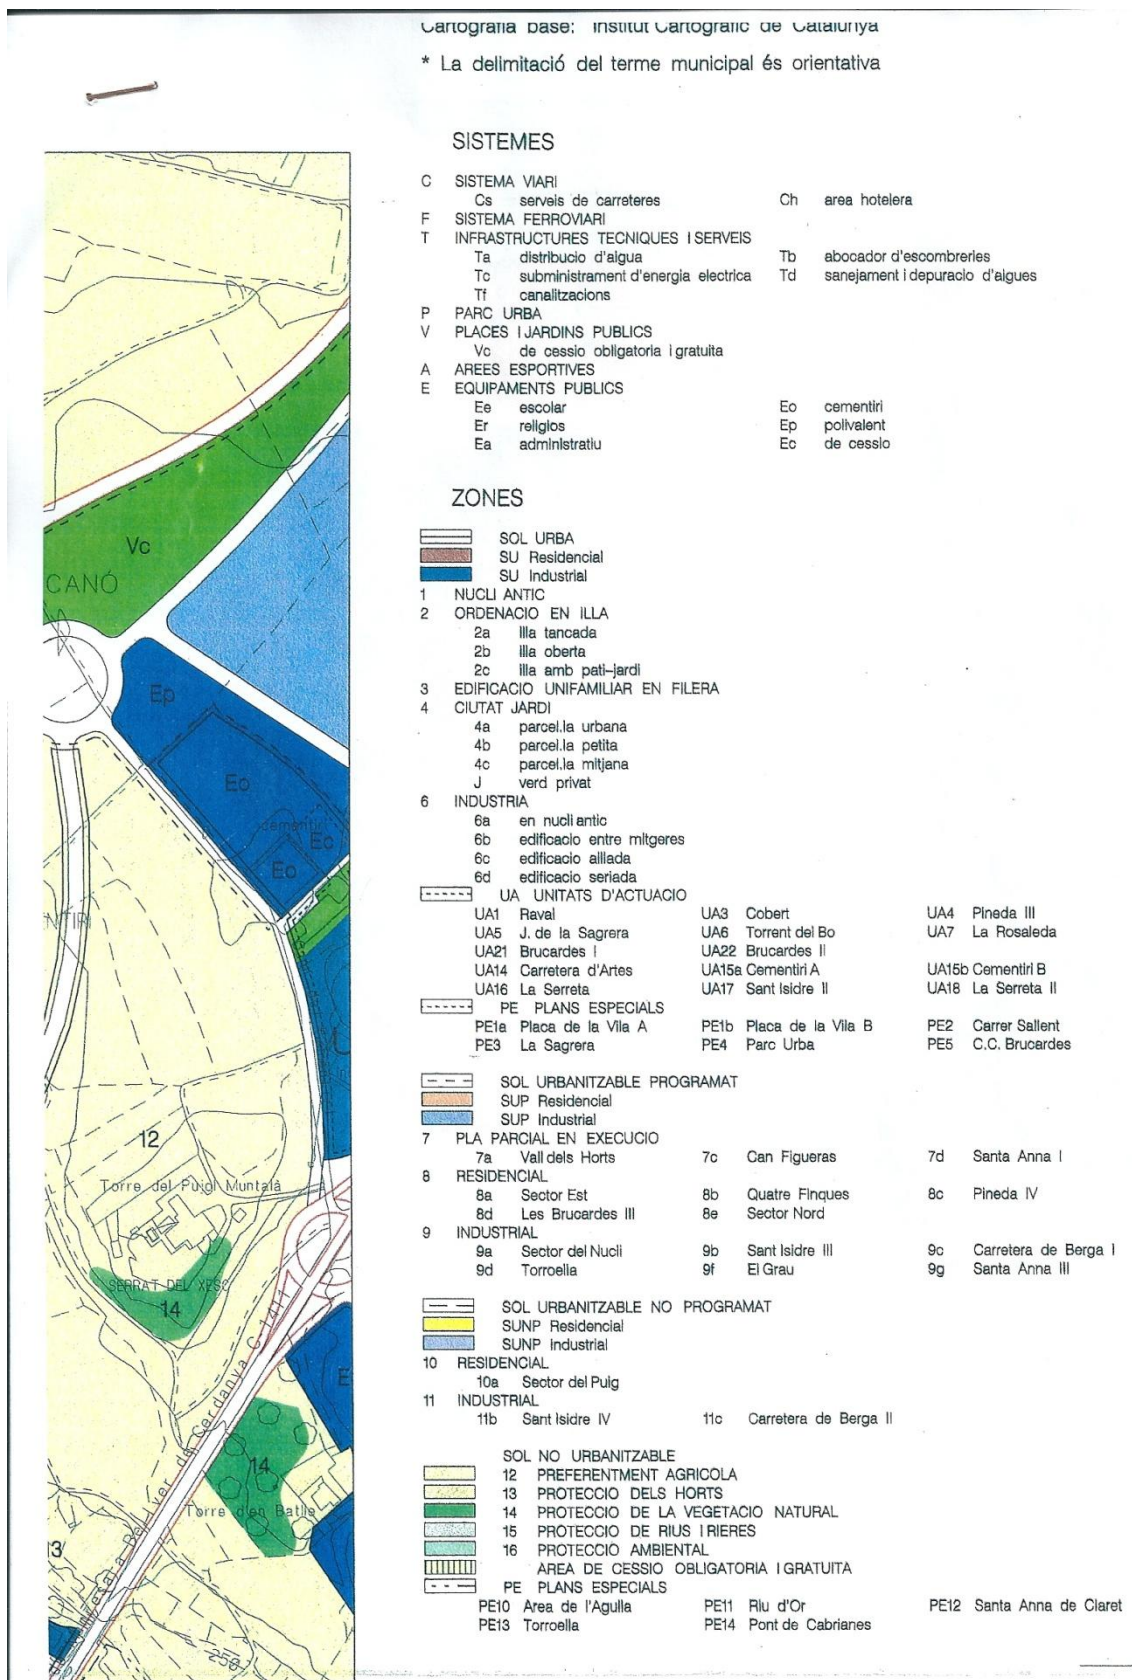 Cartografia base: Institut Cartografic de Catalunya
* La delimitació del terme municipal és orientativa
SISTEMES
C SISTEMA VIARI
Cs serveis de carreteres Ch area hotelera
F SISTEMA FERROVIARI
T INFRASTRUCTURES TECNIQUES I SERVEIS
Ta distribucio d'aigua Tb abocador d'escombreries
Tc subministrament d'energia electrica Td sanejament i depuracio d'aigues
Tf canalitzacions
P PARC URBA
V PLACES I JARDINS PUBLICS
Vc de cessio obligatoria i gratuita
A AREES ESPORTIVES
E EQUIPAMENTS PUBLICS
Ee escolar Eo cementiri
Er religios Ep polivalent
Ea administratiu Ec de cessio
ZONES
SOL URBA
SU Residencial
SU Industrial
1 NUCLI ANTIC
2 ORDENACIO EN ILLA
2a illa tancada
2b illa oberta
2c illa amb pati-jardi
3 EDIFICACIO UNIFAMILIAR EN FILERA
4 CIUTAT JARDI
4a parcel.la urbana
4b parcel.la petita
4c parcel.la mitjana
J verd privat
6 INDUSTRIA
6a en nucli antic
6b edificacio entre mitgeres
6c edificacio aillada
6d edificacio seriada
UA UNITATS D'ACTUACIO
UA1 Raval UA3 Cobert UA4 Pineda III
UA5 J. de la Sagrera UA6 Torrent del Bo UA7 La Rosaleda
UA21 Brucardes I UA22 Brucardes II
UA14 Carretera d'Artes UA15a Cementiri A UA15b Cementiri B
UA16 La Serreta UA17 Sant Isidre II UA18 La Serreta II
PE PLANS ESPECIALS
PE1a Placa de la Vila A PE1b Placa de la Vila B PE2 Carrer Sallent
PE3 La Sagrera PE4 Parc Urba PE5 C.C. Brucardes
SOL URBANITZABLE PROGRAMAT
SUP Residencial
SUP Industrial
7 PLA PARCIAL EN EXECUCIO
7a Vall dels Horts 7c Can Figueras 7d Santa Anna I
8 RESIDENCIAL
8a Sector Est 8b Quatre Finques 8c Pineda IV
8d Les Brucardes III 8e Sector Nord
9 INDUSTRIAL
9a Sector del Nucli 9b Sant Isidre III 9c Carretera de Berga I
9d Torroella 9f El Grau 9g Santa Anna III
SOL URBANITZABLE NO PROGRAMAT
SUNP Residencial
SUNP Industrial
10 RESIDENCIAL
10a Sector del Puig
11 INDUSTRIAL
11b Sant Isidre IV 11c Carretera de Berga II
SOL NO URBANITZABLE
12 PREFERENTMENT AGRICOLA
13 PROTECCIO DELS HORTS
14 PROTECCIO DE LA VEGETACIO NATURAL
15 PROTECCIO DE RIUS I RIERES
16 PROTECCIO AMBIENTAL
AREA DE CESSIO OBLIGATORIA I GRATUITA
PE PLANS ESPECIALS
PE10 Area de l'Agulla PE11 Riu d'Or PE12 Santa Anna de Claret
PE13 Torroella PE14 Pont de Cabrianes
Vc
CANÓ
Ep
Eo
cementiri
Ec
Eo
NTIRI
12
Torre del Puig Muntalà
SERRAT DEL XESC
14
E
14
Torre d'en Batlle
13
Bellver de Cerdanya C-1411
250